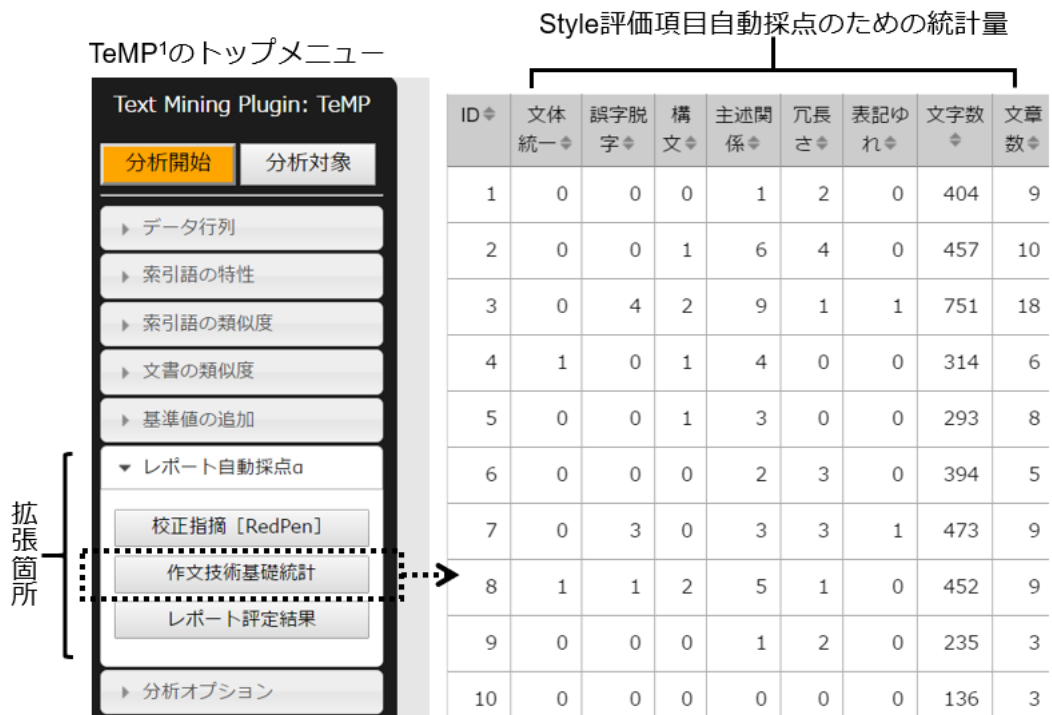 Style評価項目自動採点のための統計量
TeMP¹のトップメニュー
Text Mining Plugin: TeMP
分析開始 分析対象
データ行列
索引語の特性
索引語の類似度
文書の類似度
基準値の追加
レポート自動採点α
校正指摘［RedPen］
作文技術基礎統計
レポート評定結果
分析オプション
拡張箇所
ID 文体統一 誤字脱字 構文 主述関係 冗長さ 表記ゆれ 文字数 文章数
1 0 0 0 1 2 0 404 9
2 0 0 1 6 4 0 457 10
3 0 4 2 9 1 1 751 18
4 1 0 1 4 0 0 314 6
5 0 0 1 3 0 0 293 8
6 0 0 0 2 3 0 394 5
7 0 3 0 3 3 1 473 9
8 1 1 2 5 1 0 452 9
9 0 0 0 1 2 0 235 3
10 0 0 0 0 0 0 136 3